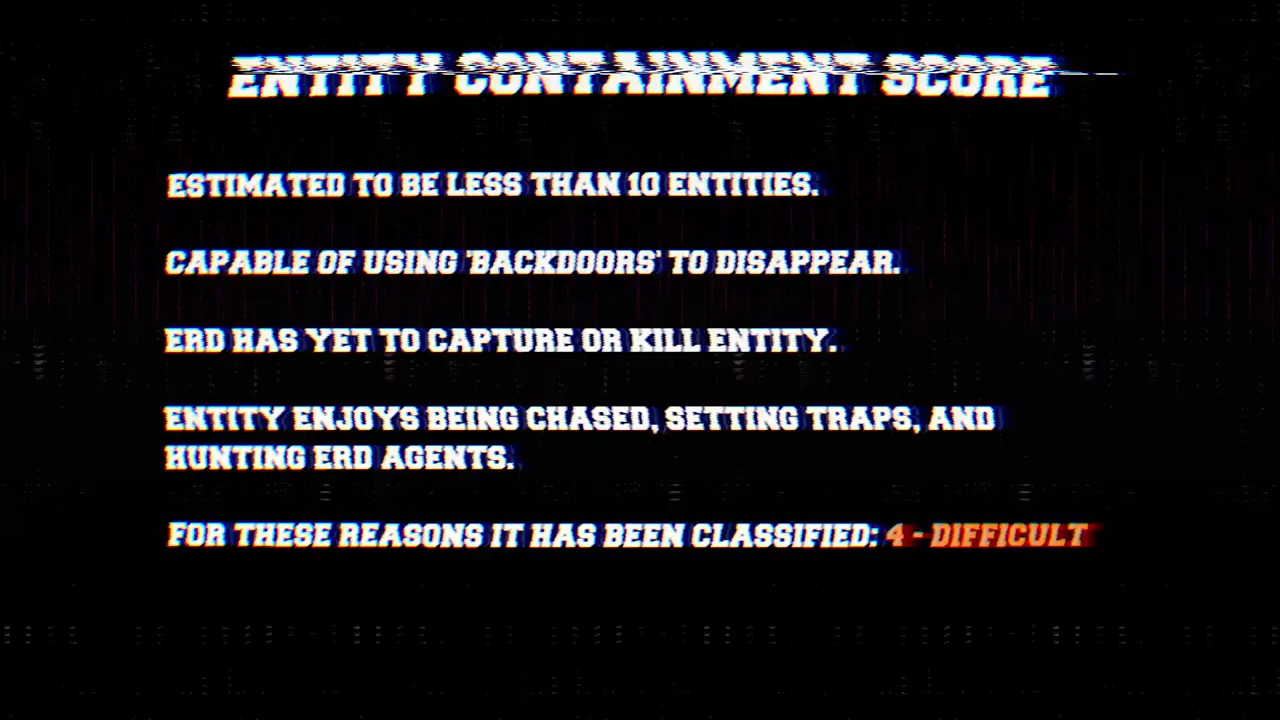 ENTITY CONTAINMENT SCORE
ESTIMATED TO BE LESS THAN 10 ENTITIES.
CAPABLE OF USING 'BACKDOORS' TO DISAPPEAR.
ERD HAS YET TO CAPTURE OR KILL ENTITY.
ENTITY ENJOYS BEING CHASED, SETTING TRAPS, AND
HUNTING ERD AGENTS.
FOR THESE REASONS IT HAS BEEN CLASSIFIED: 4 - DIFFICULT